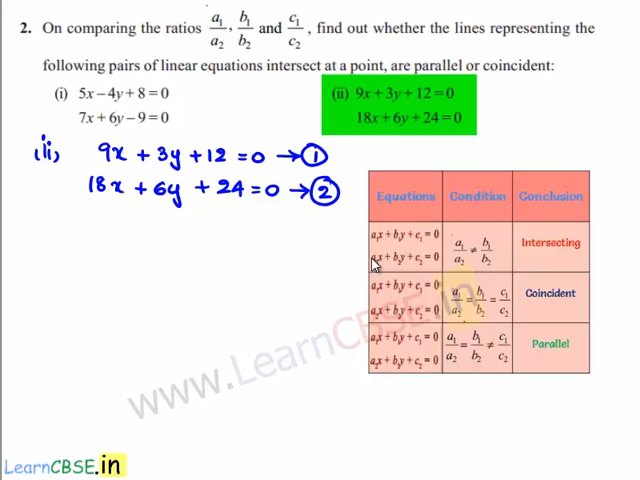 2. On comparing the ratios a₁/a₂, b₁/b₂ and c₁/c₂, find out whether the lines representing the
following pairs of linear equations intersect at a point, are parallel or coincident:
(i) 5x – 4y + 8 = 0
7x + 6y – 9 = 0
(ii) 9x + 3y + 12 = 0
18x + 6y + 24 = 0
(ii) 9x + 3y + 12 = 0 → ①
18x + 6y + 24 = 0 → ②
Equations Condition Conclusion
a₁x + b₁y + c₁ = 0
a₂x + b₂y + c₂ = 0
a₁/a₂ ≠ b₁/b₂
Intersecting
a₁x + b₁y + c₁ = 0
a₂x + b₂y + c₂ = 0
a₁/a₂ = b₁/b₂ = c₁/c₂
Coincident
a₁x + b₁y + c₁ = 0
a₂x + b₂y + c₂ = 0
a₁/a₂ = b₁/b₂ ≠ c₁/c₂
Parallel
www.LearnCBSE.in
LearnCBSE.in